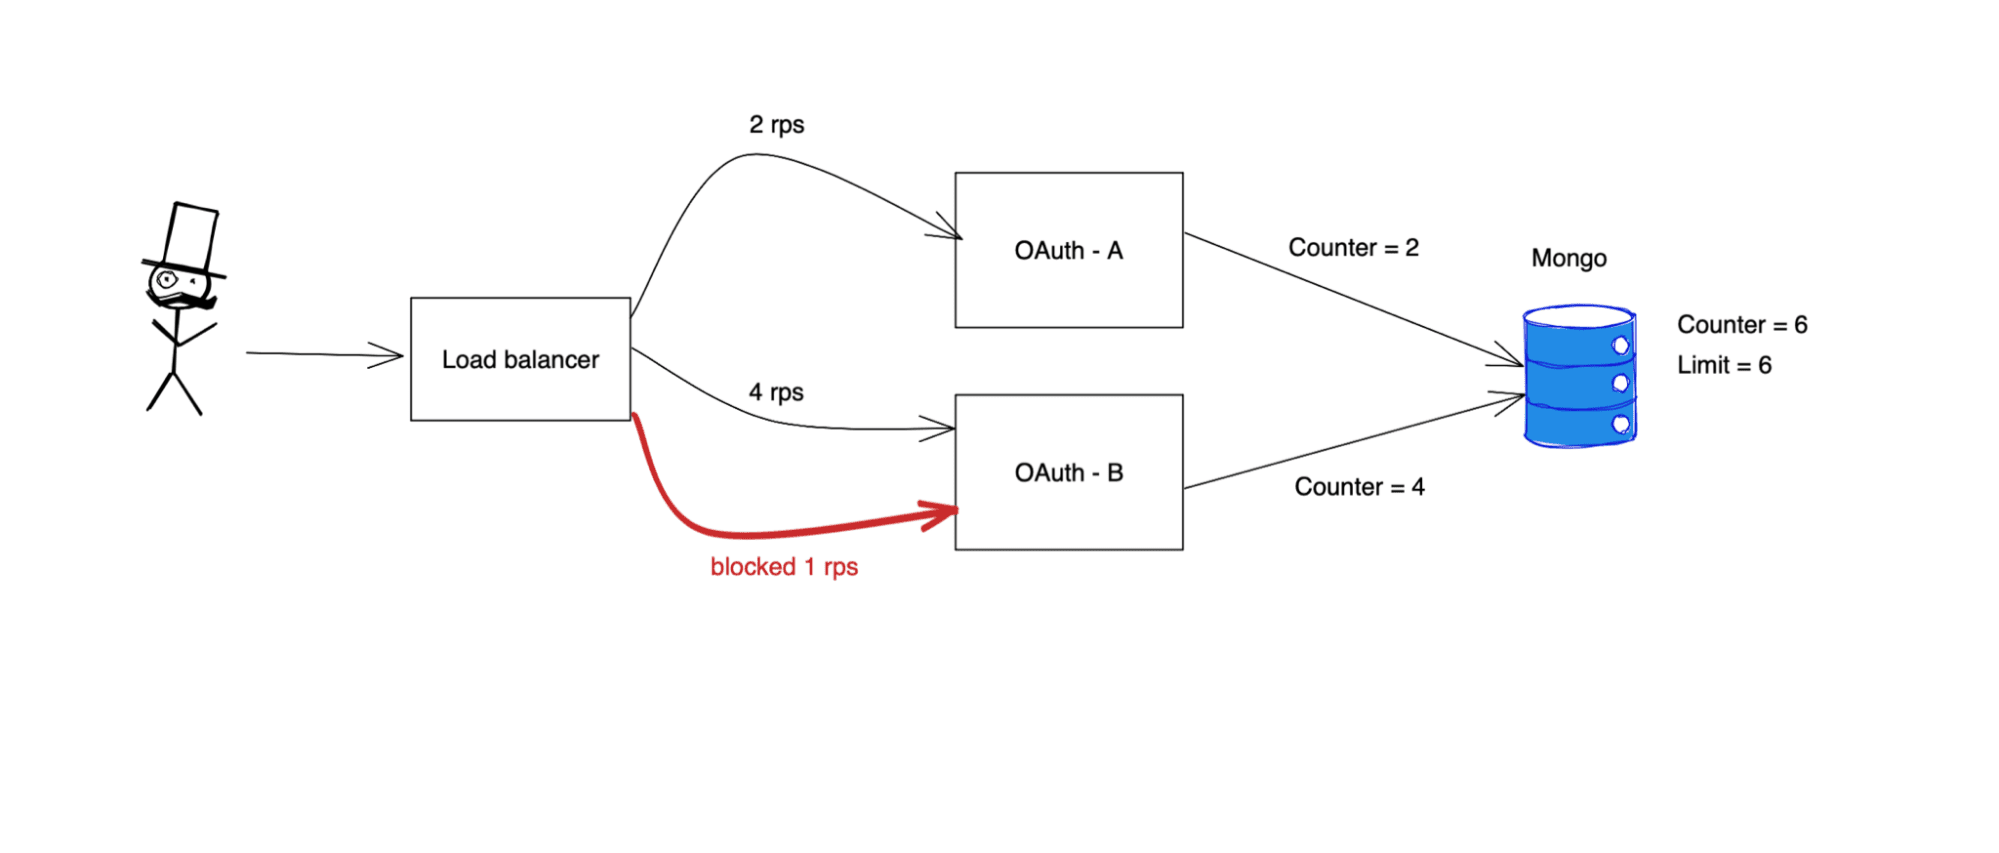 2 rps
OAuth - A
Counter = 2
Mongo
Counter = 6
Limit = 6
Load balancer
4 rps
OAuth - B
Counter = 4
blocked 1 rps